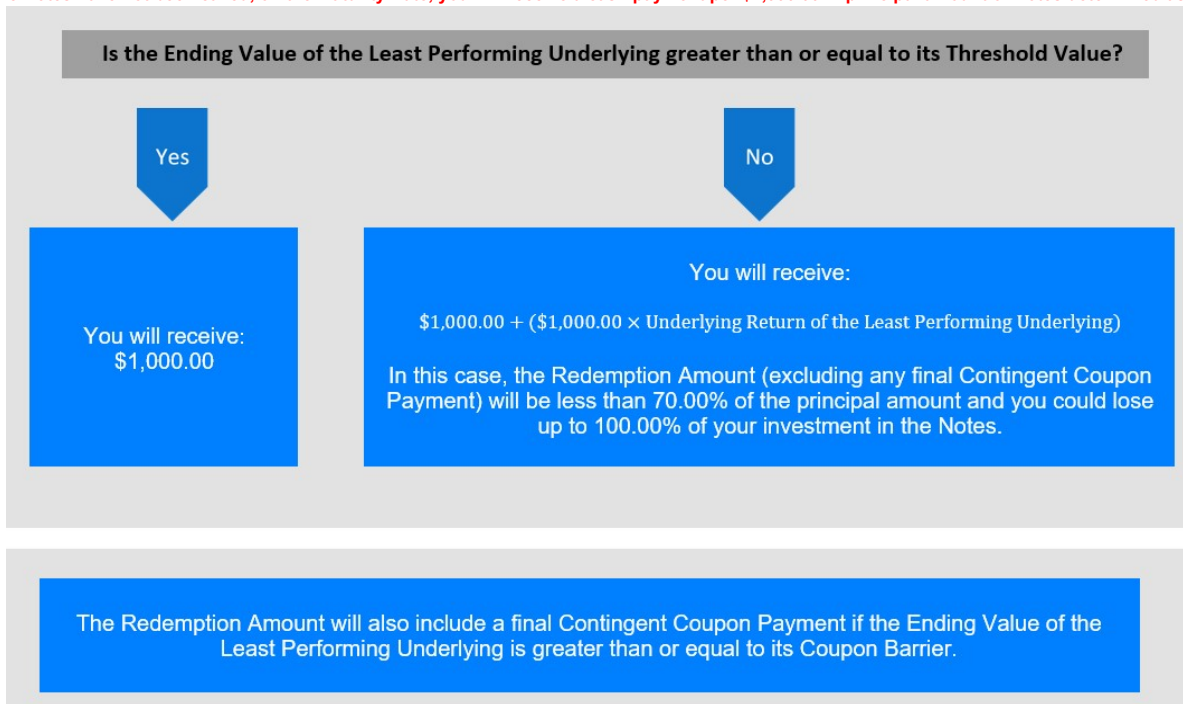 Is the Ending Value of the Least Performing Underlying greater than or equal to its Threshold Value?
Yes
No
You will receive:
$1,000.00
You will receive:
$1,000.00 + ($1,000.00 × Underlying Return of the Least Performing Underlying)
In this case, the Redemption Amount (excluding any final Contingent Coupon
Payment) will be less than 70.00% of the principal amount and you could lose
up to 100.00% of your investment in the Notes.
The Redemption Amount will also include a final Contingent Coupon Payment if the Ending Value of the
Least Performing Underlying is greater than or equal to its Coupon Barrier.